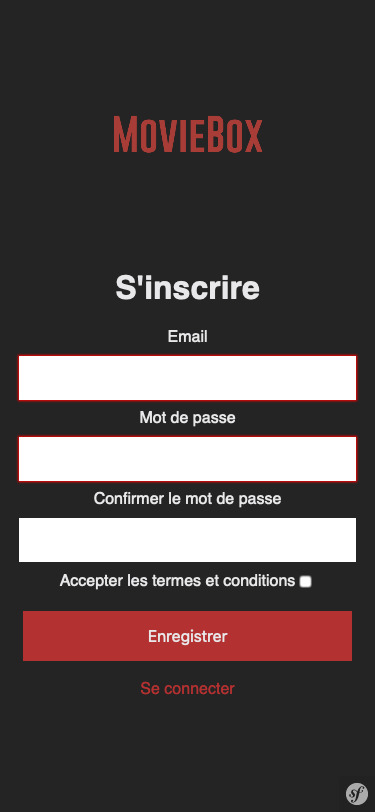 MovieBox
S'inscrire
Email
Mot de passe
Confirmer le mot de passe
Accepter les termes et conditions
Enregistrer
Se connecter
sf